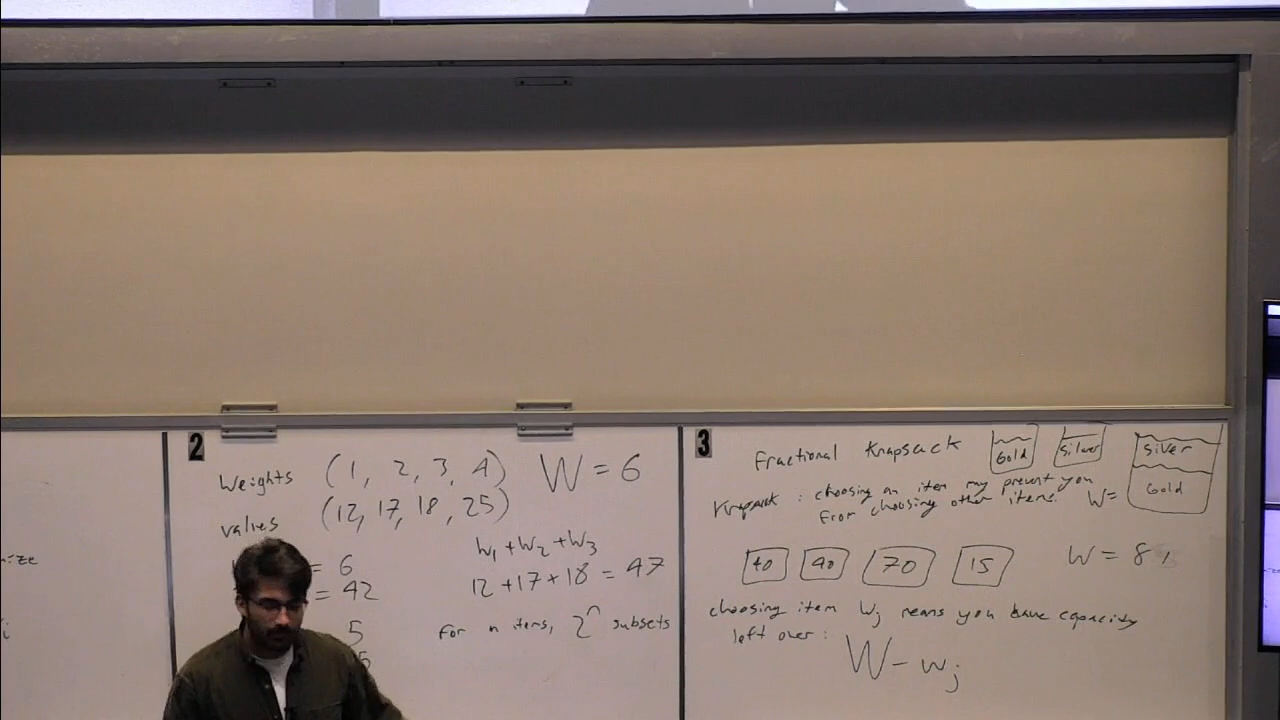 2
Weights (1, 2, 3, 4) W = 6
values (12, 17, 18, 25)
= 6
= 42
5
W₁ + W₂ + W₃
12 + 17 + 18 = 47
For n items, 2ⁿ subsets
3
Fractional Knapsack
Gold
Silver
Silver
Gold
W =
Knapsack : choosing an item may prevent you
from choosing other items.
40
40
70
15
W = 8
choosing item Wj means you have capacity
left over :
W - wj